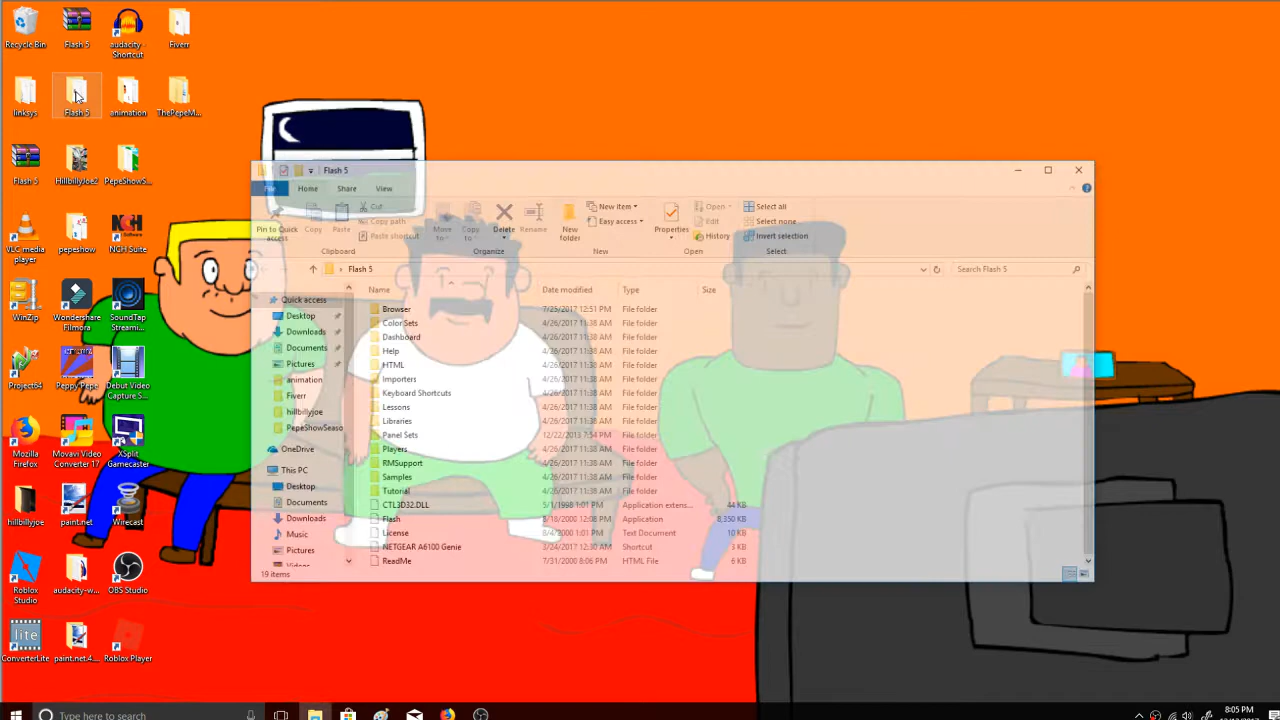 Recycle Bin
Flash 5
audacity - Shortcut
Fiverr
linksys
Flash 5
animation
ThePepeM...
Flash 5
HillbillyJoe2
PepeShowS...
VLC media player
pepeshow
NCH Suite
WinZip
Wondershare Filmora
SoundTap Streami...
Project64
Peppy Pepe
Debut Video Capture S...
Mozilla Firefox
Movavi Video Converter 17
XSplit Gamecaster
hillbillyjoe
paint.net
Wirecast
Roblox Studio
audacity-w...
OBS Studio
lite
ConverterLite
paint.net.4...
Roblox Player
Flash 5
File Home Share View
Pin to Quick access
Copy
Paste
Cut
Copy path
Paste shortcut
Clipboard
Move to
Copy to
Delete
Rename
Organize
New folder
New item
Easy access
New
Properties
Open
Edit
History
Open
Select all
Select none
Invert selection
Select
Flash 5
Search Flash 5
Quick access
Desktop
Downloads
Documents
Pictures
animation
Fiverr
hillbillyjoe
PepeShowSeaso
OneDrive
This PC
Desktop
Documents
Downloads
Music
Pictures
Videos
Name Date modified Type Size
Browser 7/25/2017 12:51 PM File folder
Color Sets 4/26/2017 11:38 AM File folder
Dashboard 4/26/2017 11:38 AM File folder
Help 4/26/2017 11:38 AM File folder
HTML 4/26/2017 11:38 AM File folder
Importers 4/26/2017 11:38 AM File folder
Keyboard Shortcuts 4/26/2017 11:38 AM File folder
Lessons 4/26/2017 11:38 AM File folder
Libraries 4/26/2017 11:38 AM File folder
Panel Sets 12/22/2013 7:54 PM File folder
Players 4/26/2017 11:38 AM File folder
RMSupport 4/26/2017 11:38 AM File folder
Samples 4/26/2017 11:38 AM File folder
Tutorial 4/26/2017 11:38 AM File folder
CTL3D32.DLL 5/1/1998 1:01 PM Application extens... 44 KB
Flash 8/18/2000 12:08 PM Application 8,350 KB
License 8/4/2000 1:01 PM Text Document 10 KB
NETGEAR A6100 Genie 3/24/2017 12:30 AM Shortcut 3 KB
ReadMe 7/31/2000 8:06 PM HTML File 6 KB
19 items
Type here to search
8:05 PM